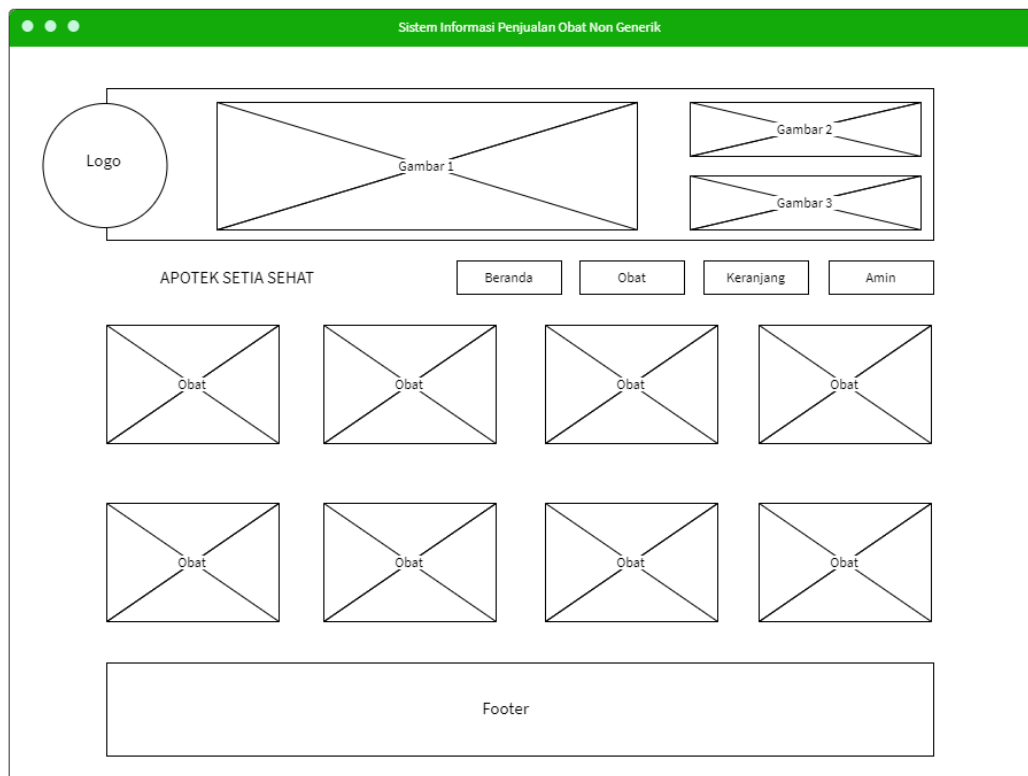 Sistem Informasi Penjualan Obat Non Generik
Logo
Gambar 1
Gambar 2
Gambar 3
APOTEK SETIA SEHAT
Beranda
Obat
Keranjang
Amin
Obat
Obat
Obat
Obat
Obat
Obat
Obat
Obat
Footer